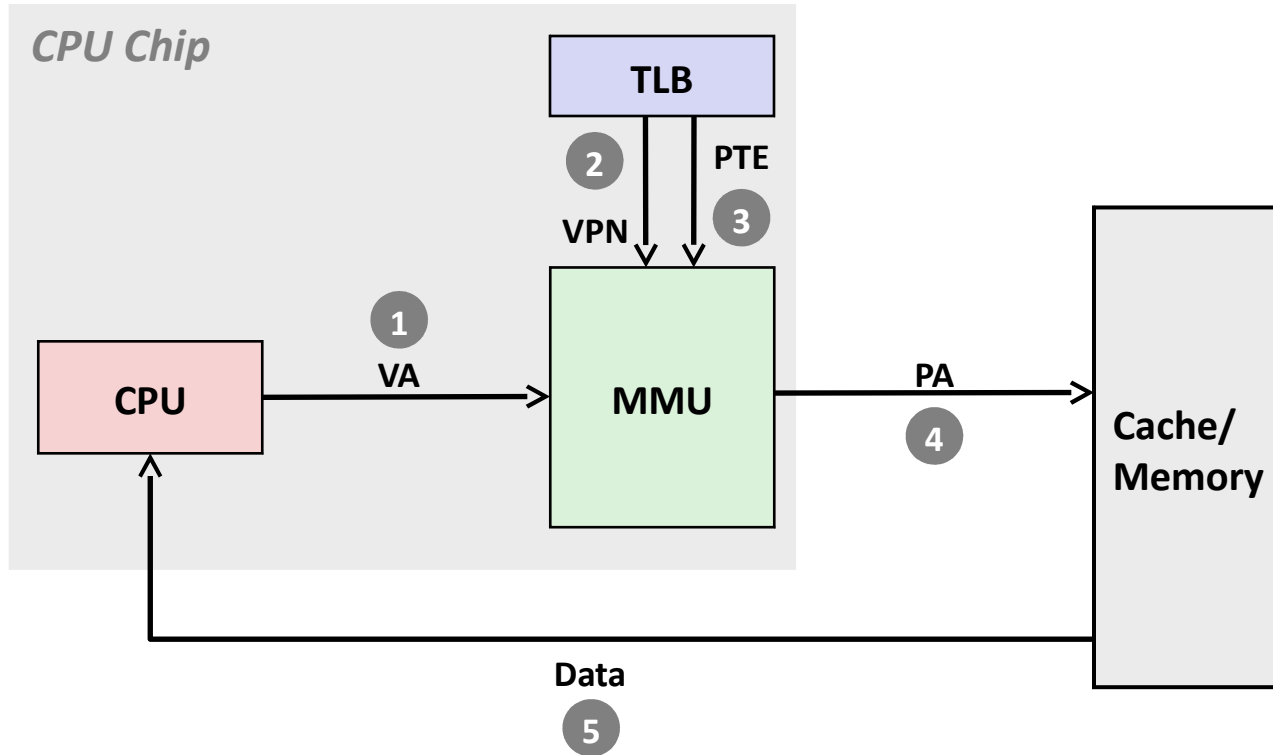 CPU Chip
TLB
2
PTE
3
VPN
1
VA
CPU
MMU
PA
4
Cache/
Memory
Data
5